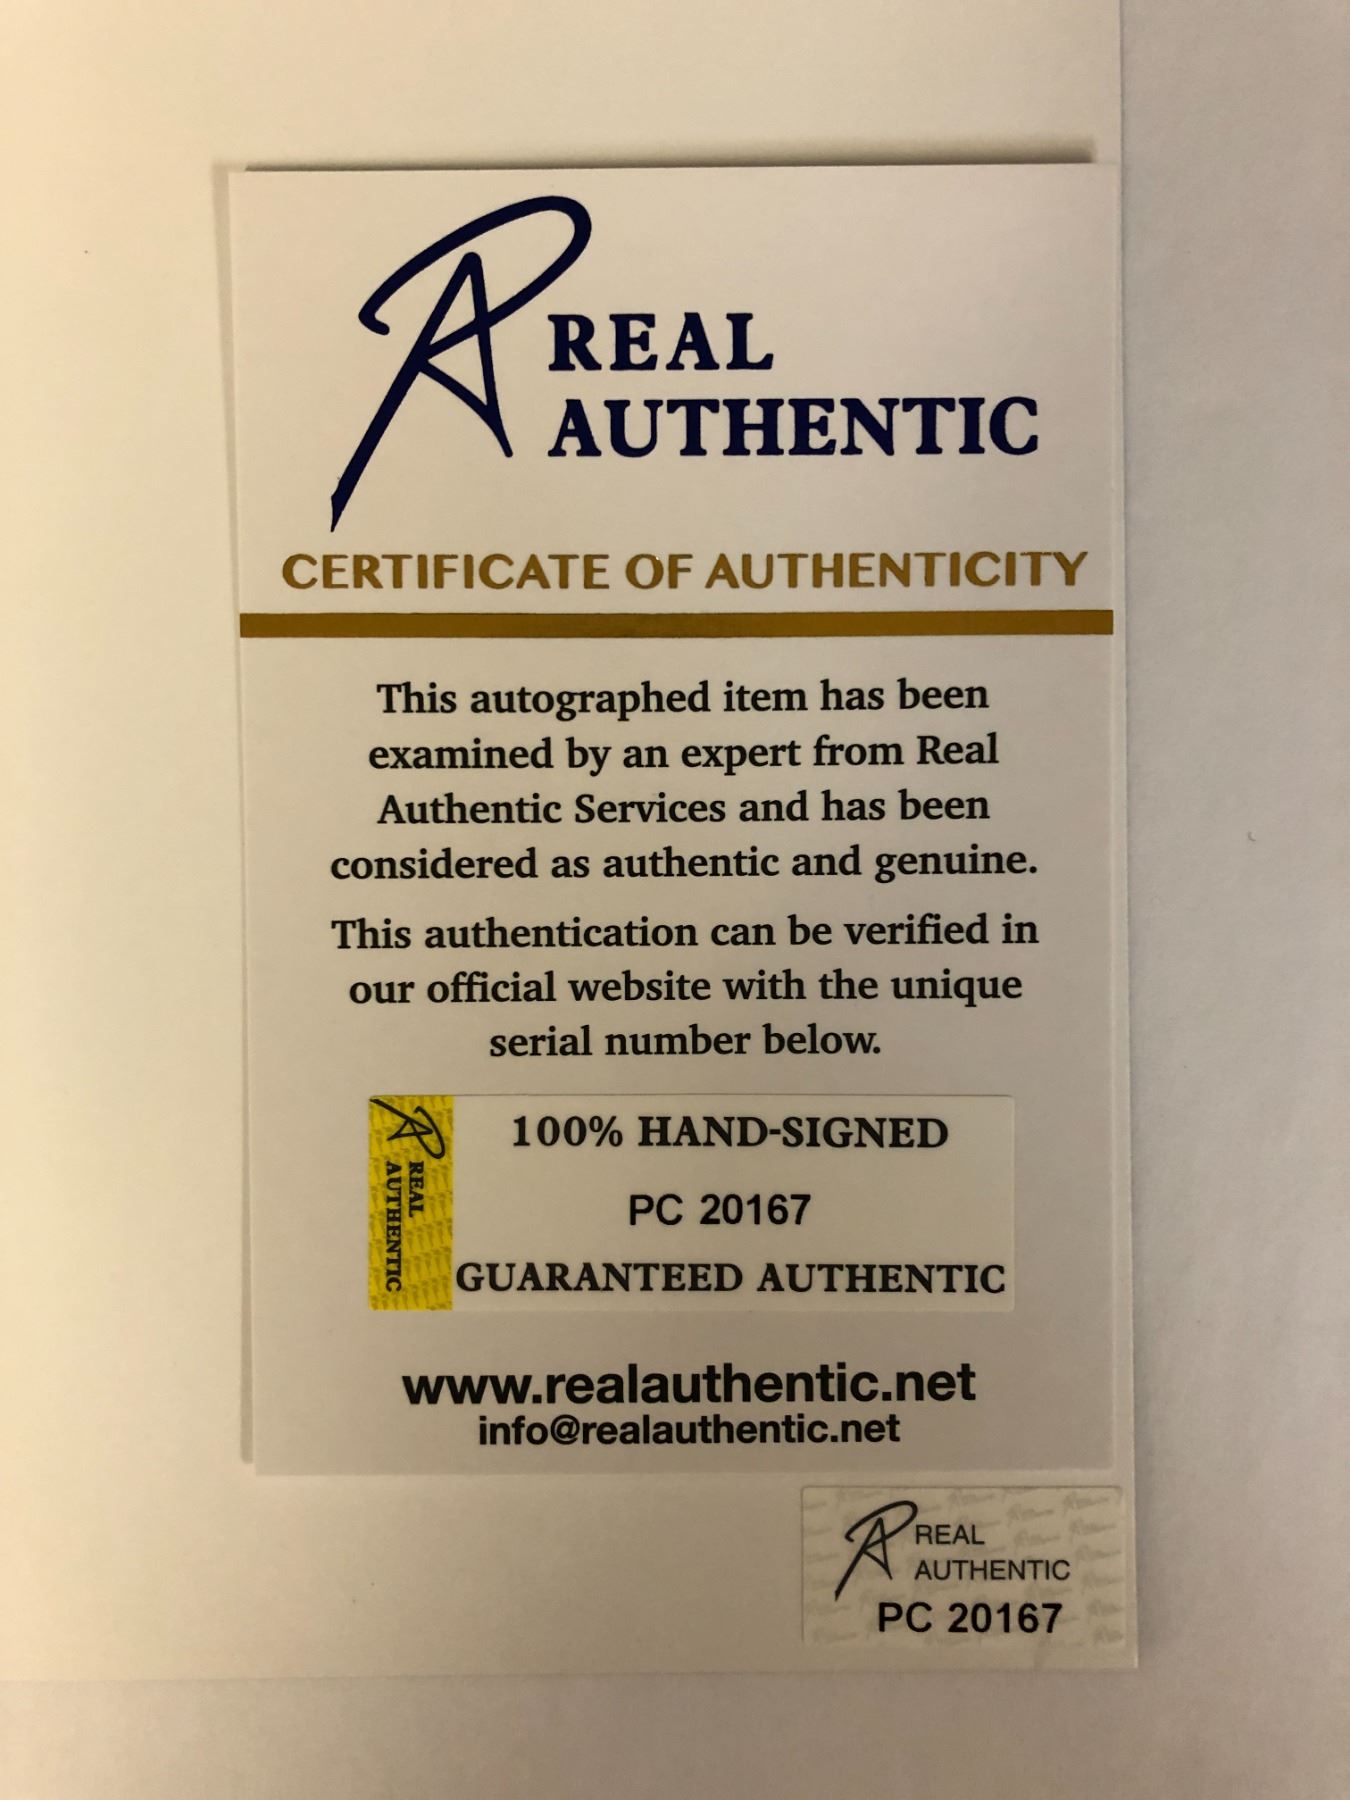 REAL
AUTHENTIC
CERTIFICATE OF AUTHENTICITY
This autographed item has been
examined by an expert from Real
Authentic Services and has been
considered as authentic and genuine.
This authentication can be verified in
our official website with the unique
serial number below.
REAL
AUTHENTIC
100% HAND-SIGNED
PC 20167
GUARANTEED AUTHENTIC
www.realauthentic.net
info@realauthentic.net
REAL
AUTHENTIC
PC 20167